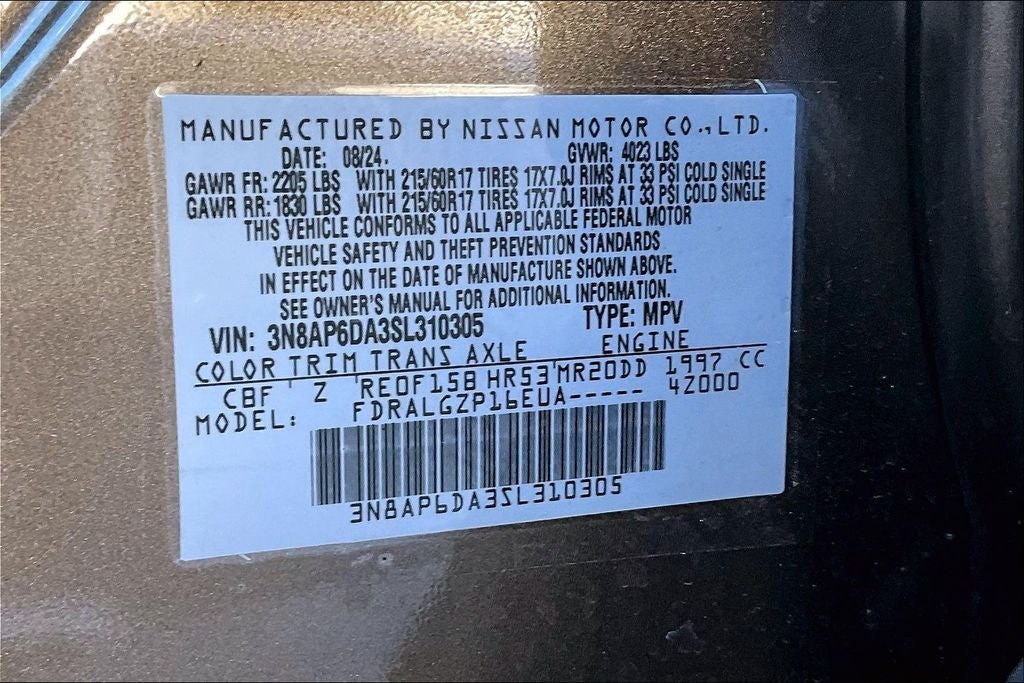 MANUFACTURED BY NISSAN MOTOR CO.,LTD.
DATE: 08/24. GVWR: 4023 LBS
GAWR FR: 2205 LBS WITH 215/60R17 TIRES 17X7.0J RIMS AT 33 PSI COLD SINGLE
GAWR RR: 1830 LBS WITH 215/60R17 TIRES 17X7.0J RIMS AT 33 PSI COLD SINGLE
THIS VEHICLE CONFORMS TO ALL APPLICABLE FEDERAL MOTOR
VEHICLE SAFETY AND THEFT PREVENTION STANDARDS
IN EFFECT ON THE DATE OF MANUFACTURE SHOWN ABOVE.
SEE OWNER'S MANUAL FOR ADDITIONAL INFORMATION.
VIN: 3N8AP6DA3SL310305 TYPE: MPV
COLOR TRIM TRANS AXLE ENGINE
CBF Z RE0F15B HR53 MR20DD 1997 CC
MODEL: FDRALGZP16EUA----- 42000
3N8AP6DA3SL310305